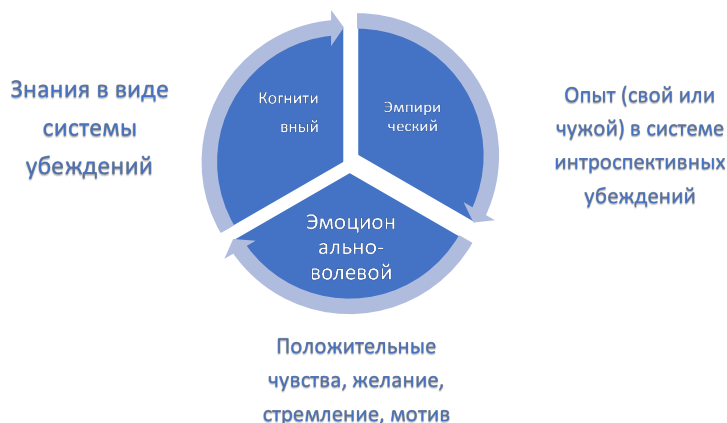 Знания в виде
системы
убеждений
Когнити
вный
Эмпири
ческий
Опыт (свой или
чужой) в системе
интроспективных
убеждений
Эмоцион
ально-
волевой
Положительные
чувства, желание,
стремление, мотив